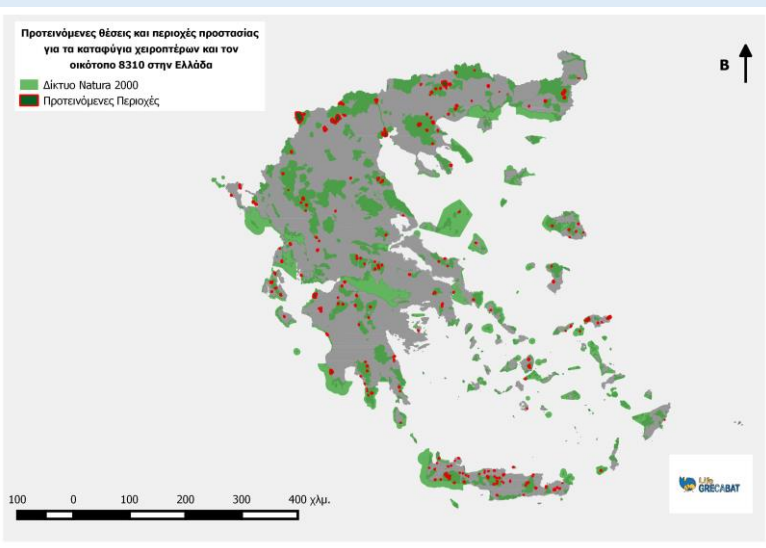 Προτεινόμενες θέσεις και περιοχές προστασίας
για τα καταφύγια χειροπτέρων και τον
οικότοπο 8310 στην Ελλάδα
Δίκτυο Natura 2000
Προτεινόμενες Περιοχές
Β
100 0 100 200 300 400 χλμ.
Life
GRECABAT